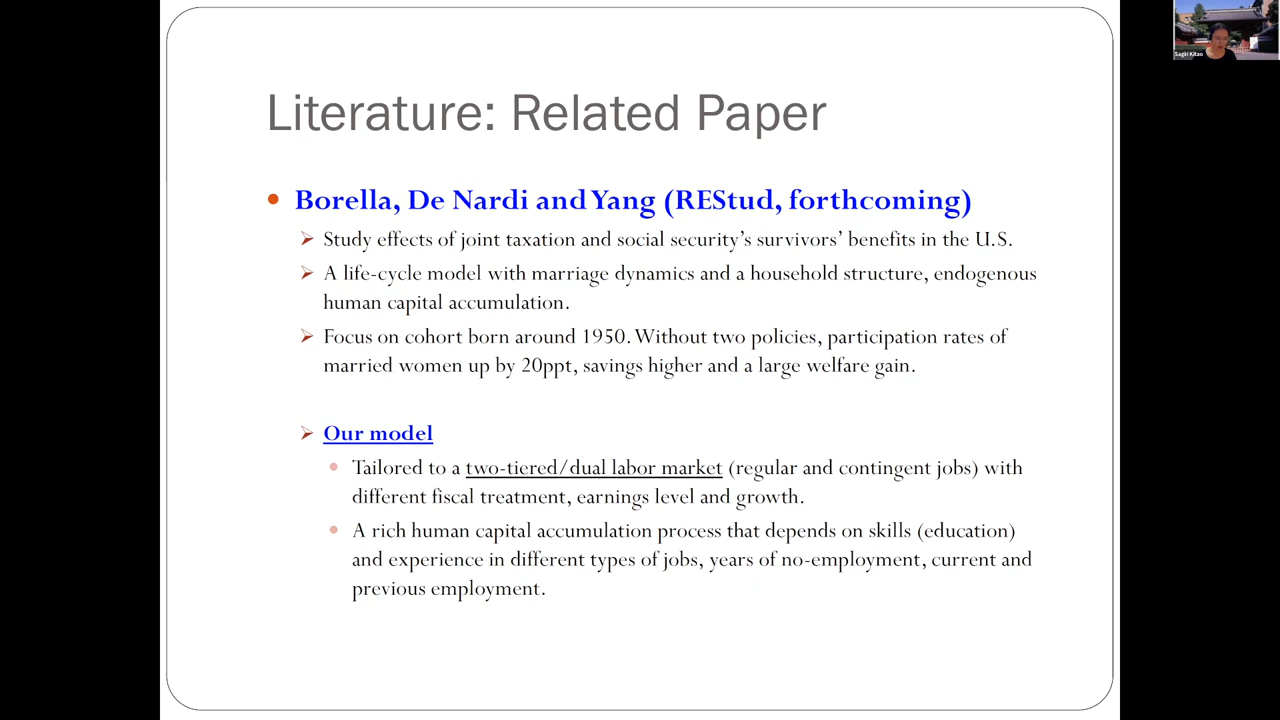 Literature: Related Paper
Borella, De Nardi and Yang (REStud, forthcoming)
Study effects of joint taxation and social security's survivors' benefits in the U.S.
A life-cycle model with marriage dynamics and a household structure, endogenous
human capital accumulation.
Focus on cohort born around 1950. Without two policies, participation rates of
married women up by 20ppt, savings higher and a large welfare gain.
Our model
Tailored to a two-tiered/dual labor market (regular and contingent jobs) with
different fiscal treatment, earnings level and growth.
A rich human capital accumulation process that depends on skills (education)
and experience in different types of jobs, years of no-employment, current and
previous employment.
Sagiri Kitao